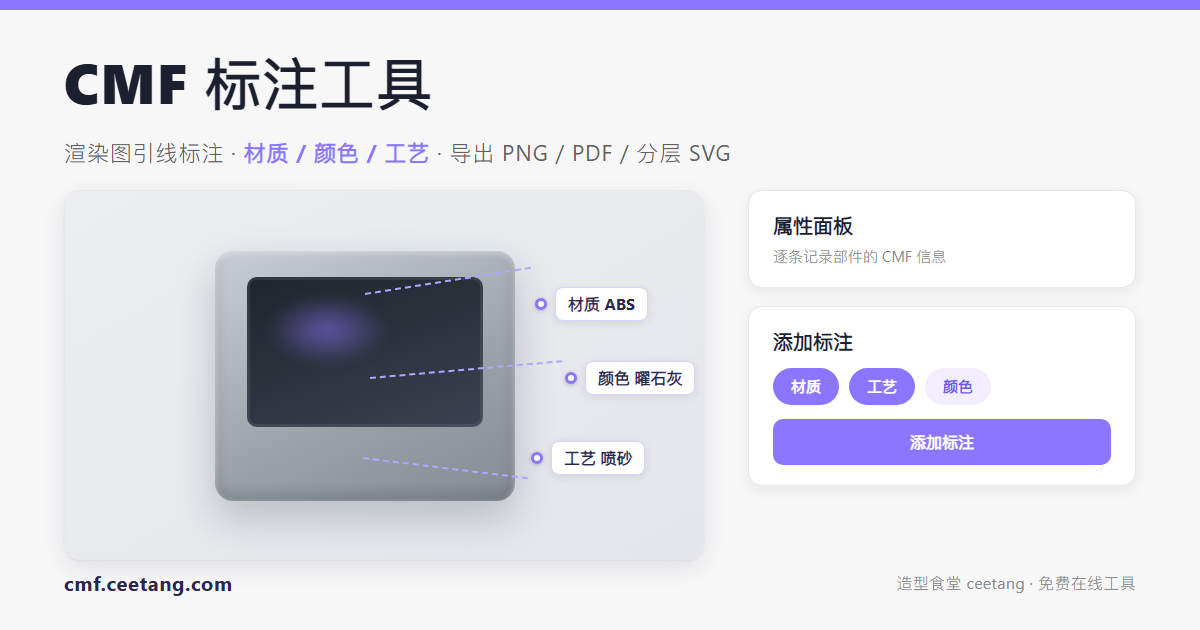 CMF 标注工具
渲染图引线标注 · 材质 / 颜色 / 工艺 · 导出 PNG / PDF / 分层 SVG
材质 ABS
颜色 曜石灰
工艺 喷砂
属性面板
逐条记录部件的 CMF 信息
添加标注
材质 工艺 颜色
添加标注
cmf.ceetang.com
造型食堂 ceetang · 免费在线工具